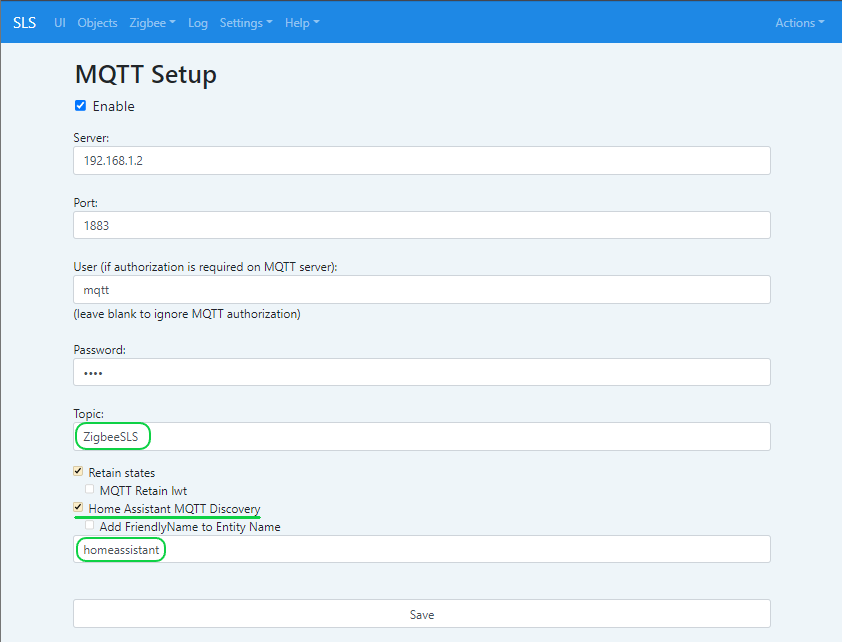 SLS UI Objects Zigbee Log Settings Help Actions
MQTT Setup
Enable
Server:
192.168.1.2
Port:
1883
User (if authorization is required on MQTT server):
mqtt
(leave blank to ignore MQTT authorization)
Password:
••••
Topic:
ZigbeeSLS
Retain states
MQTT Retain lwt
Home Assistant MQTT Discovery
Add FriendlyName to Entity Name
homeassistant
Save